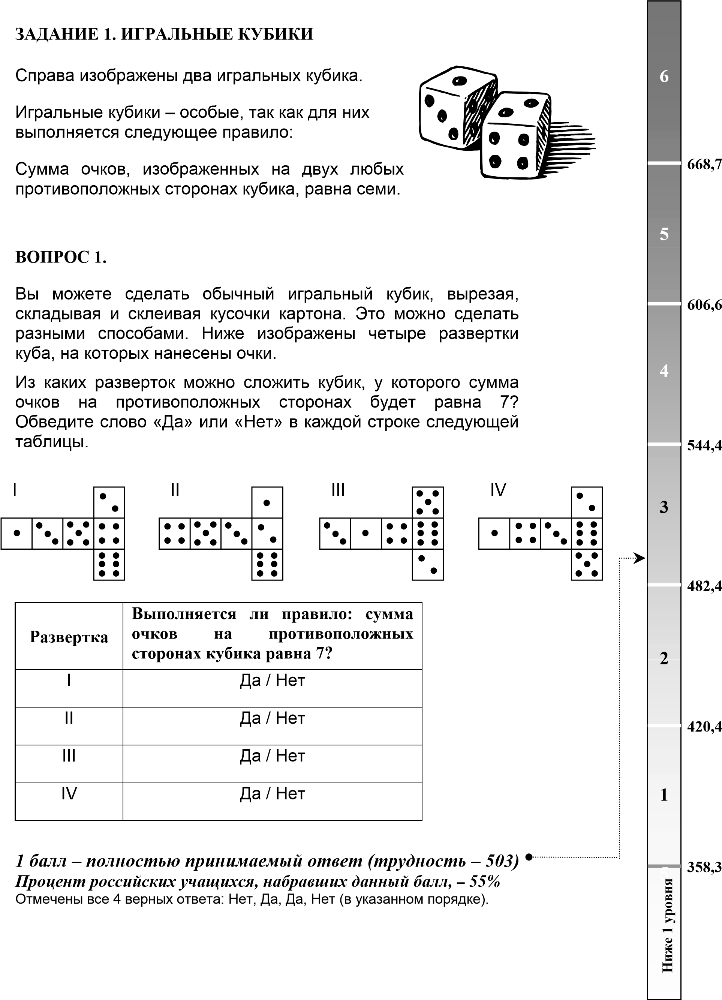 ЗАДАНИЕ 1. ИГРАЛЬНЫЕ КУБИКИ
Справа изображены два игральных кубика.
Игральные кубики – особые, так как для них
выполняется следующее правило:
Сумма очков, изображенных на двух любых
противоположных сторонах кубика, равна семи.
ВОПРОС 1.
Вы можете сделать обычный игральный кубик, вырезая,
складывая и склеивая кусочки картона. Это можно сделать
разными способами. Ниже изображены четыре развертки
куба, на которых нанесены очки.
Из каких разверток можно сложить кубик, у которого сумма
очков на противоположных сторонах будет равна 7?
Обведите слово «Да» или «Нет» в каждой строке следующей
таблицы.
I II III IV
Развертка
Выполняется ли правило: сумма
очков на противоположных
сторонах кубика равна 7?
I Да / Нет
II Да / Нет
III Да / Нет
IV Да / Нет
1 балл – полностью принимаемый ответ (трудность – 503)
Процент российских учащихся, набравших данный балл, – 55%
Отмечены все 4 верных ответа: Нет, Да, Да, Нет (в указанном порядке).
6
668,7
5
606,6
4
544,4
3
482,4
2
420,4
1
358,3
Ниже 1 уровня